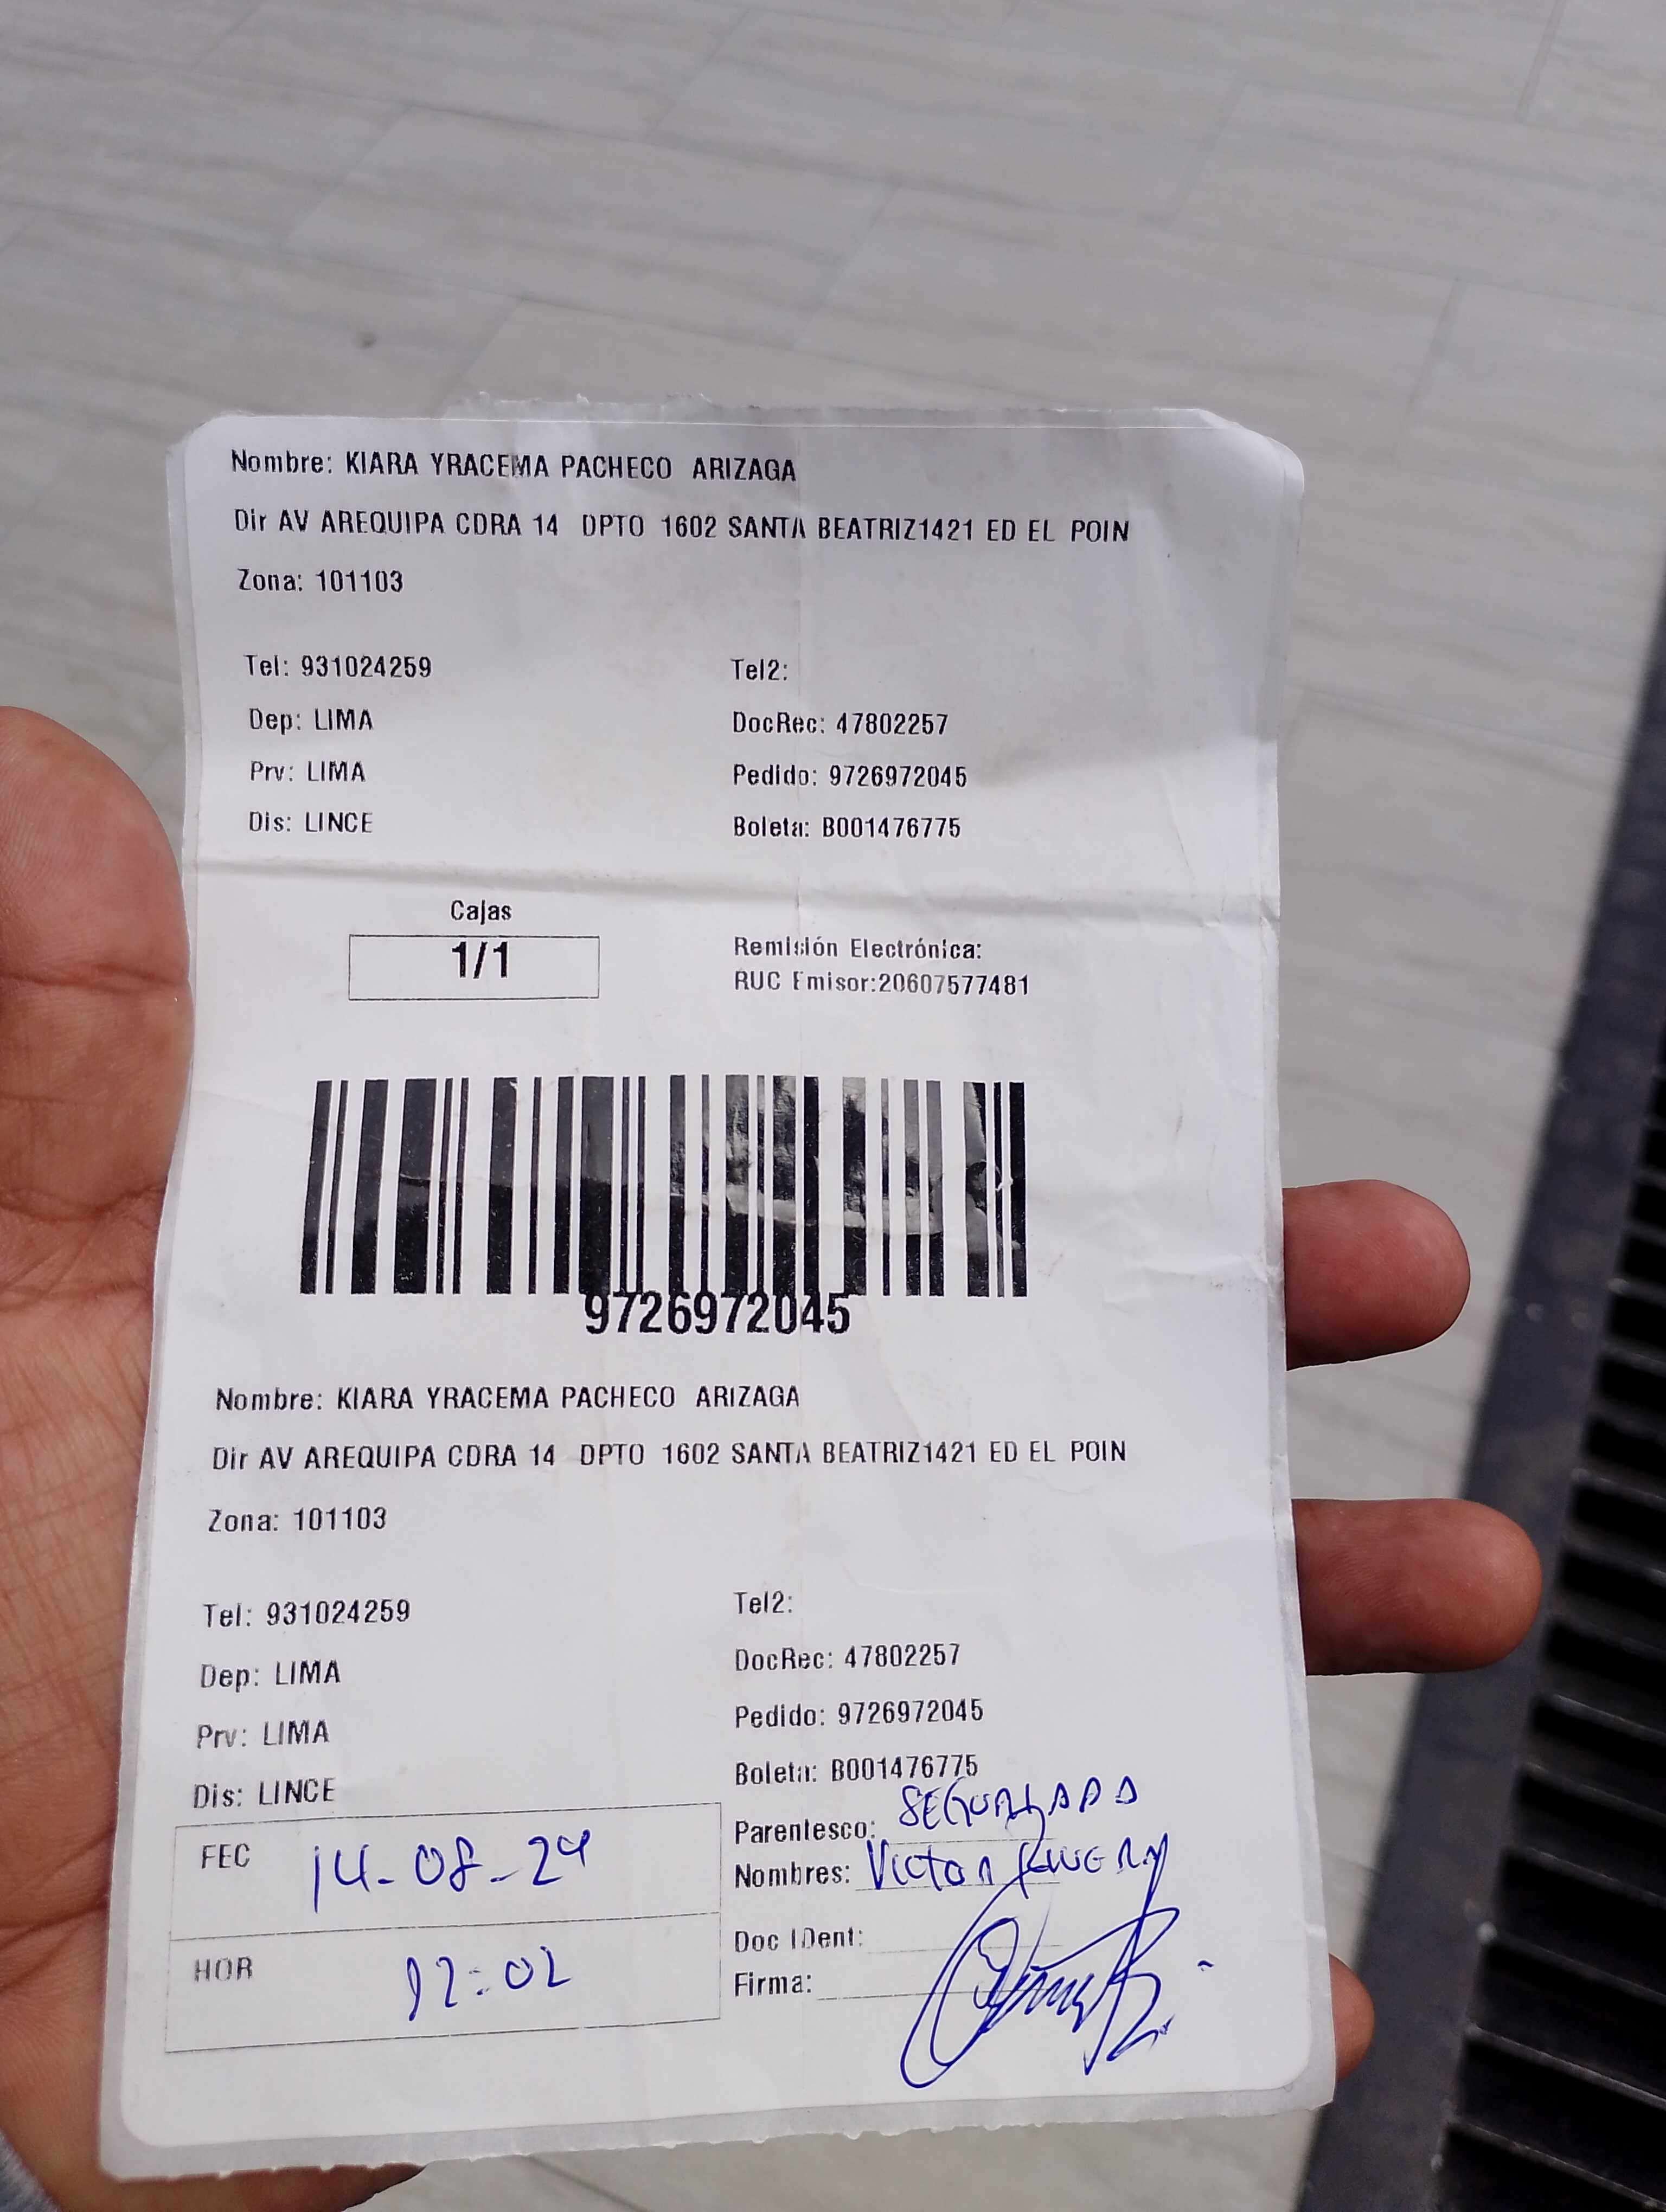 Nombre: KIARA YRACEMA PACHECO ARIZAGA
Dir AV AREQUIPA CDRA 14 DPTO 1602 SANTA BEATRIZ1421 ED EL POIN
Zona: 101103
Tel: 931024259 Tel2:
Dep: LIMA DocRec: 47802257
Prv: LIMA Pedido: 9726972045
Dis: LINCE Boleta: B001476775
Cajas
1/1
Remisión Electrónica:
RUC Emisor:20607577481
9726972045
Nombre: KIARA YRACEMA PACHECO ARIZAGA
Dir AV AREQUIPA CDRA 14 DPTO 1602 SANTA BEATRIZ1421 ED EL POIN
Zona: 101103
Tel: 931024259 Tel2:
Dep: LIMA DocRec: 47802257
Prv: LIMA Pedido: 9726972045
Dis: LINCE Boleta: B001476775
Parentesco:
FEC 14-08-24
Nombres: Victor
Doc IDent:
HOR 12:02
Firma: